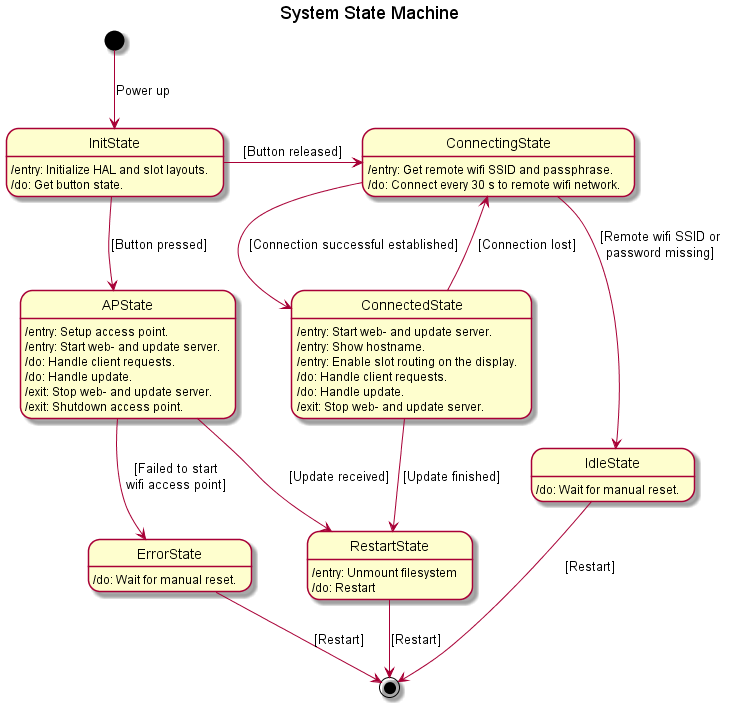 System State Machine
Power up
InitState
/entry: Initialize HAL and slot layouts.
/do: Get button state.
[Button released]
ConnectingState
/entry: Get remote wifi SSID and passphrase.
/do: Connect every 30 s to remote wifi network.
[Button pressed]
[Connection successful established]
[Connection lost]
[Remote wifi SSID or
password missing]
APState
/entry: Setup access point.
/entry: Start web- and update server.
/do: Handle client requests.
/do: Handle update.
/exit: Stop web- and update server.
/exit: Shutdown access point.
ConnectedState
/entry: Start web- and update server.
/entry: Show hostname.
/entry: Enable slot routing on the display.
/do: Handle client requests.
/do: Handle update.
/exit: Stop web- and update server.
[Failed to start
wifi access point]
[Update received]
[Update finished]
IdleState
/do: Wait for manual reset.
ErrorState
/do: Wait for manual reset.
RestartState
/entry: Unmount filesystem
/do: Restart
[Restart]
[Restart]
[Restart]